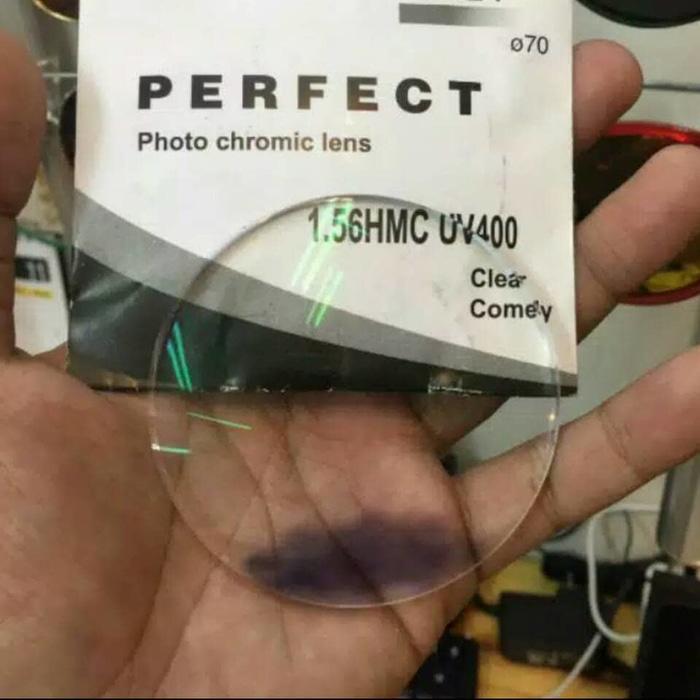 ø70
PERFECT
Photo chromic lens
1.56HMC UV400
Clear
Comely